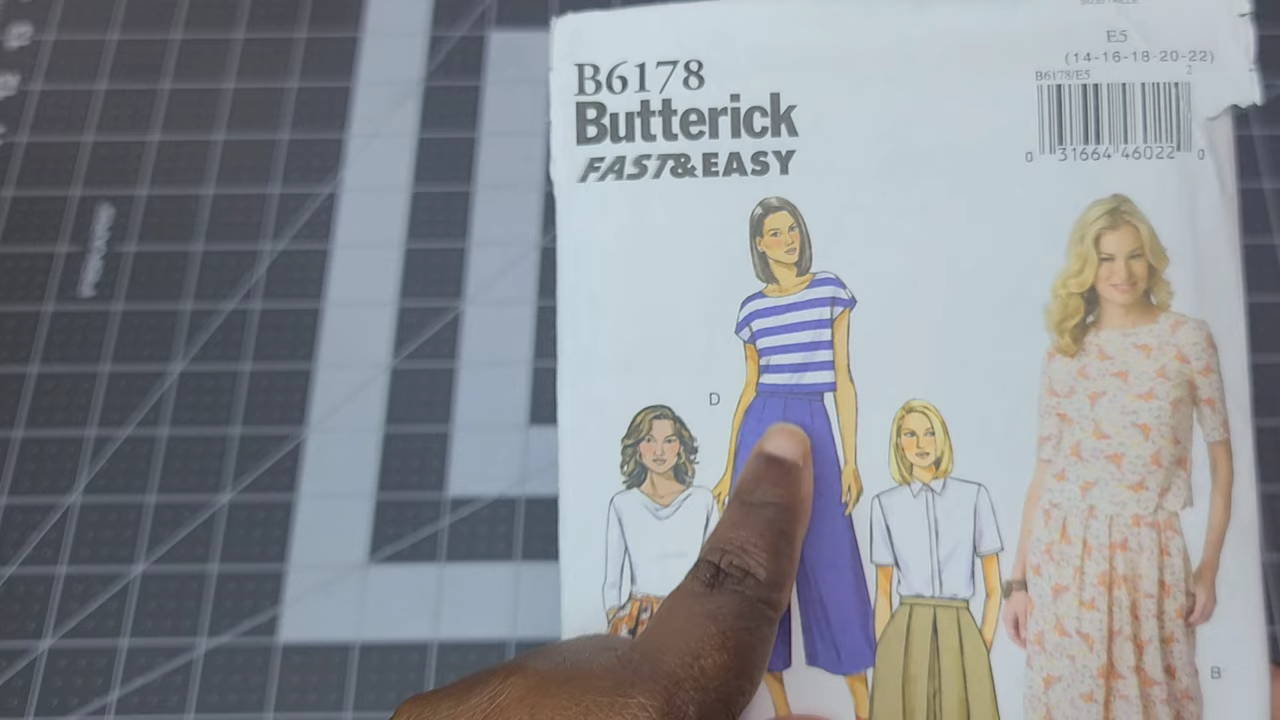 E5
(14-16-18-20-22)
B6178/E5 2
B6178
Butterick
FAST&EASY
0 31664 46022 0
D
B